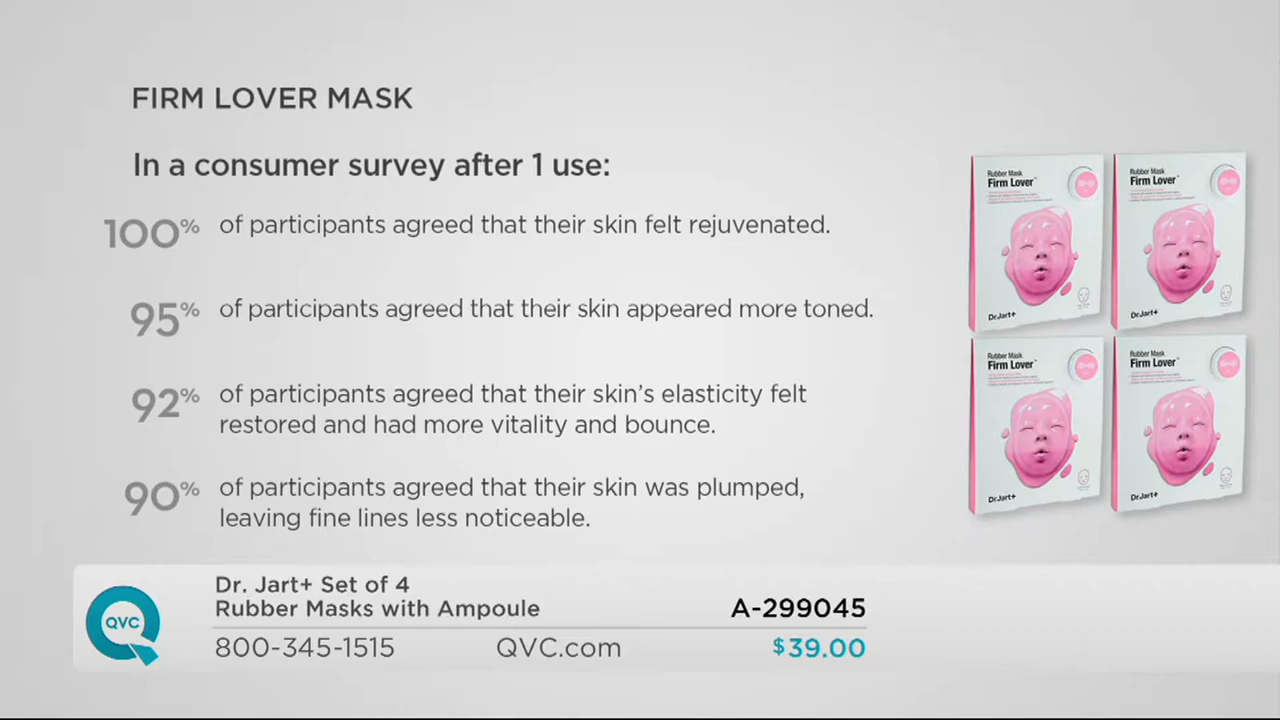 FIRM LOVER MASK
In a consumer survey after 1 use:
100% of participants agreed that their skin felt rejuvenated.
95% of participants agreed that their skin appeared more toned.
92% of participants agreed that their skin's elasticity felt
restored and had more vitality and bounce.
90% of participants agreed that their skin was plumped,
leaving fine lines less noticeable.
Rubber Mask
Firm Lover™
Dr.Jart+
Rubber Mask
Firm Lover™
Dr.Jart+
Rubber Mask
Firm Lover™
Dr.Jart+
Rubber Mask
Firm Lover™
Dr.Jart+
QVC
Dr. Jart+ Set of 4
Rubber Masks with Ampoule
A-299045
800-345-1515
QVC.com
$39.00